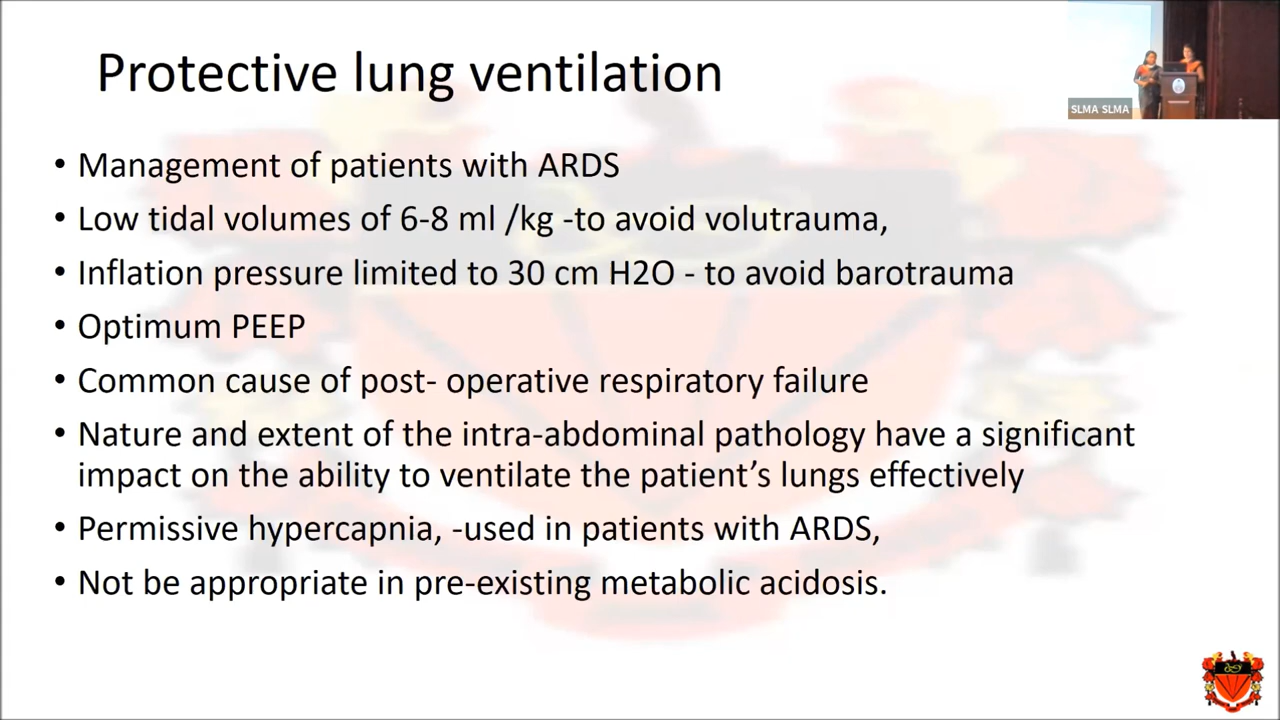 Protective lung ventilation
SLMA SLMA
• Management of patients with ARDS
• Low tidal volumes of 6-8 ml /kg -to avoid volutrauma,
• Inflation pressure limited to 30 cm H2O - to avoid barotrauma
• Optimum PEEP
• Common cause of post- operative respiratory failure
• Nature and extent of the intra-abdominal pathology have a significant
impact on the ability to ventilate the patient’s lungs effectively
• Permissive hypercapnia, -used in patients with ARDS,
• Not be appropriate in pre-existing metabolic acidosis.